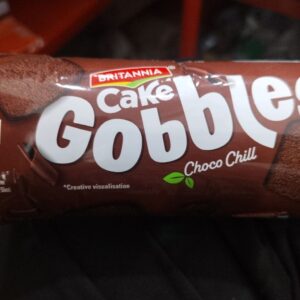 BRITANNIA
Cake
Gobbles
Choco Chill
*Creative visualisation